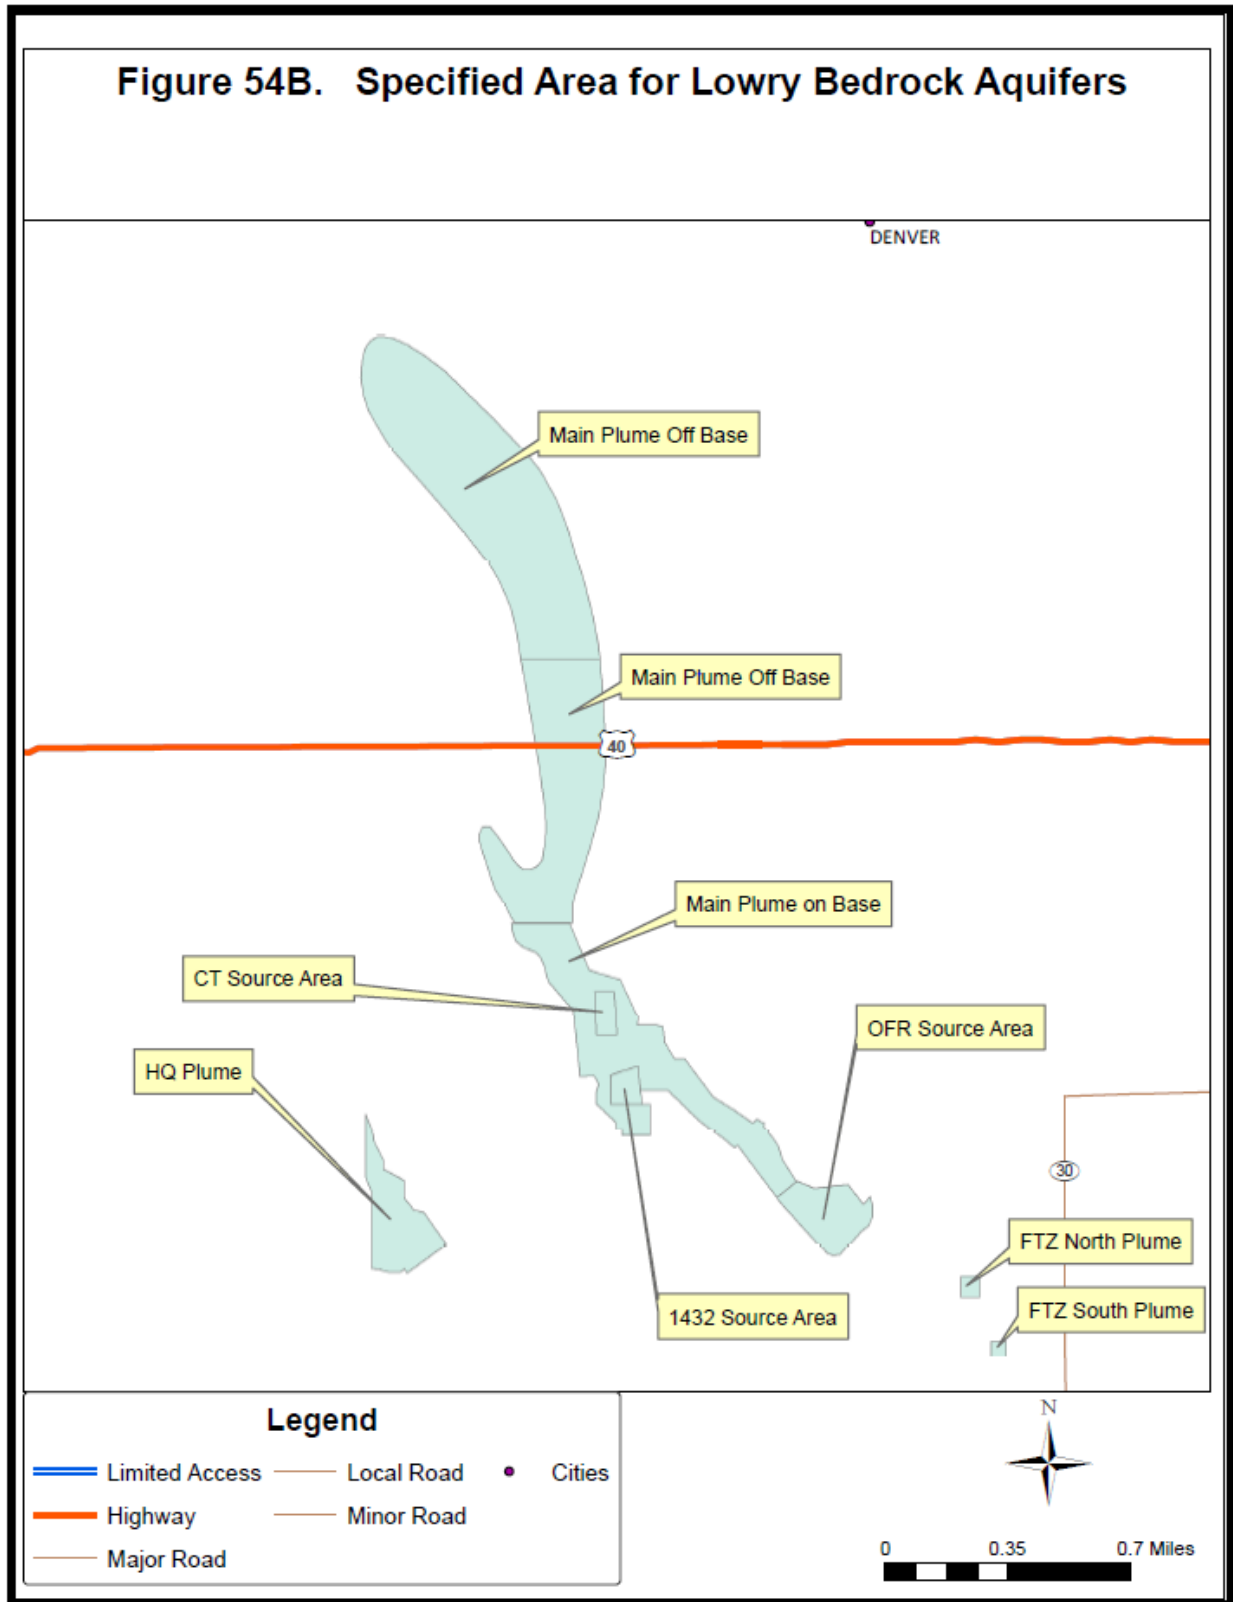 Figure 54B. Specified Area for Lowry Bedrock Aquifers
DENVER
Main Plume Off Base
Main Plume Off Base
40
Main Plume on Base
CT Source Area
OFR Source Area
HQ Plume
30
FTZ North Plume
FTZ South Plume
1432 Source Area
Legend
Limited Access
Local Road
Cities
Highway
Minor Road
Major Road
N
0 0.35 0.7 Miles